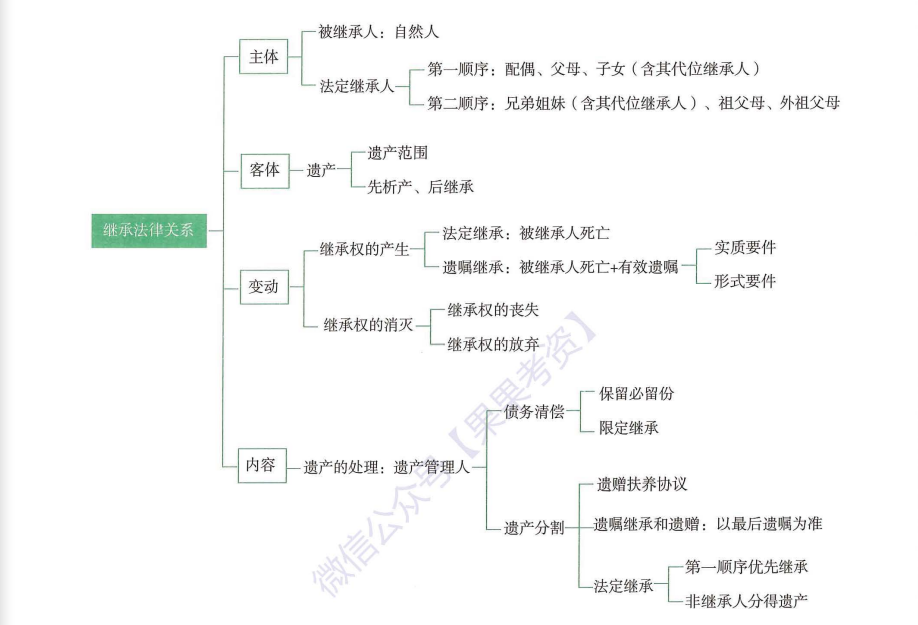 继承法律关系
主体
被继承人：自然人
法定继承人
第一顺序：配偶、父母、子女（含其代位继承人）
第二顺序：兄弟姐妹（含其代位继承人）、祖父母、外祖父母
客体
遗产
遗产范围
先析产、后继承
变动
继承权的产生
法定继承：被继承人死亡
遗嘱继承：被继承人死亡+有效遗嘱
实质要件
形式要件
继承权的消灭
继承权的丧失
继承权的放弃
内容
遗产的处理：遗产管理人
债务清偿
保留必留份
限定继承
遗产分割
遗赠扶养协议
遗嘱继承和遗赠：以最后遗嘱为准
法定继承
第一顺序优先继承
非继承人分得遗产
微信公众号【果果考资】